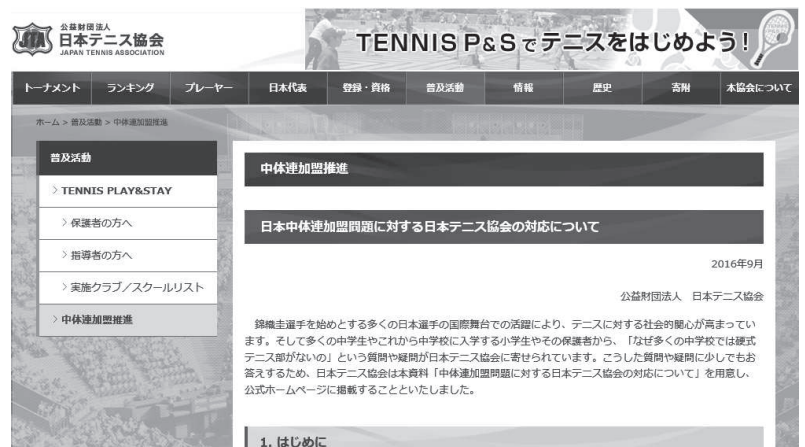 公益財団法人
日本テニス協会
JAPAN TENNIS ASSOCIATION
JTA
TENNIS P&S でテニスをはじめよう!
トーナメント ランキング プレーヤー 日本代表 登録・資格 普及活動 情報 歴史 寄附 本協会について
ホーム > 普及活動 > 中体連加盟推進
普及活動
> TENNIS PLAY&STAY
> 保護者の方へ
> 指導者の方へ
> 実施クラブ/スクールリスト
> 中体連加盟推進
中体連加盟推進
日本中体連加盟問題に対する日本テニス協会の対応について
2016年9月
公益財団法人 日本テニス協会
錦織圭選手を始めとする多くの日本選手の国際舞台での活躍により、テニスに対する社会的関心が高まってい
ます。そして多くの中学生やこれから中学校に入学する小学生やその保護者から、「なぜ多くの中学校では硬式
テニス部がないの」という質問や疑問が日本テニス協会に寄せられています。こうした質問や疑問に少しでもお
答えするため、日本テニス協会は本資料「中体連加盟問題に対する日本テニス協会の対応について」を用意し、
公式ホームページに掲載することといたしました。
1. はじめに